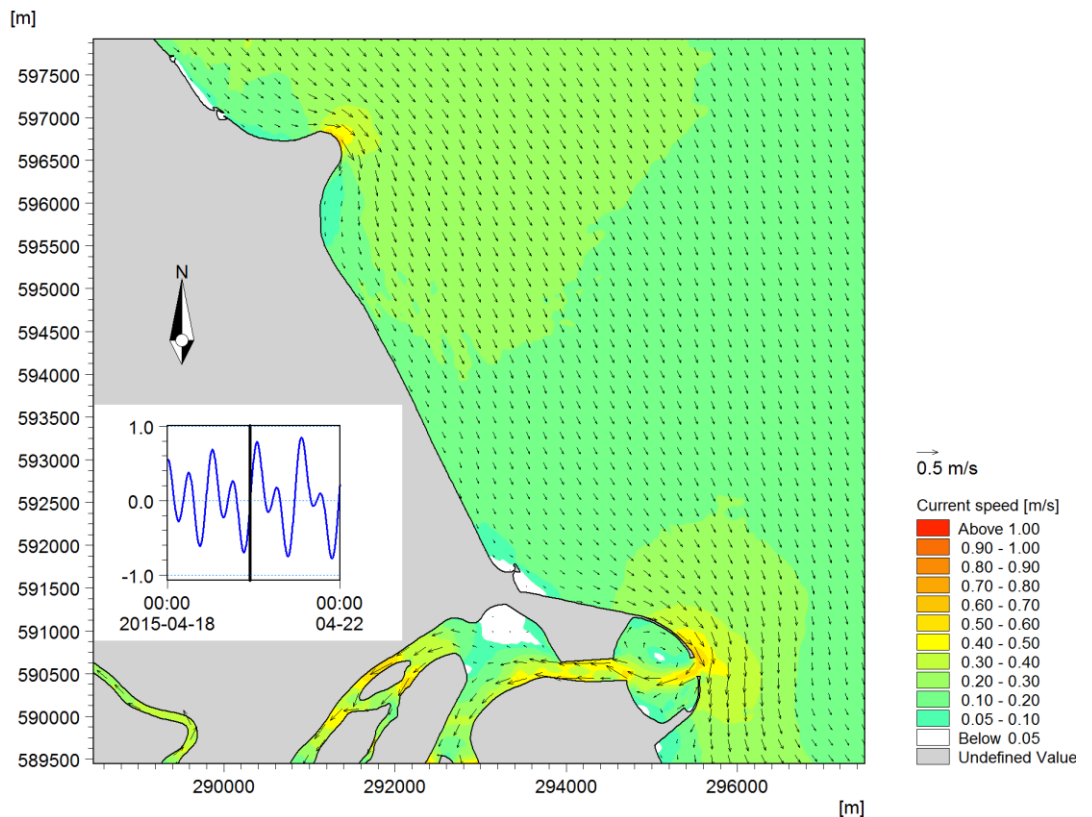 [m]
597500
597000
596500
596000
595500
595000
594500
594000
593500
593000
592500
592000
591500
591000
590500
590000
589500
N
1.0
0.0
-1.0
00:00 00:00
2015-04-18 04-22
290000 292000 294000 296000
[m]
0.5 m/s
Current speed [m/s]
Above 1.00
0.90 - 1.00
0.80 - 0.90
0.70 - 0.80
0.60 - 0.70
0.50 - 0.60
0.40 - 0.50
0.30 - 0.40
0.20 - 0.30
0.10 - 0.20
0.05 - 0.10
Below 0.05
Undefined Value